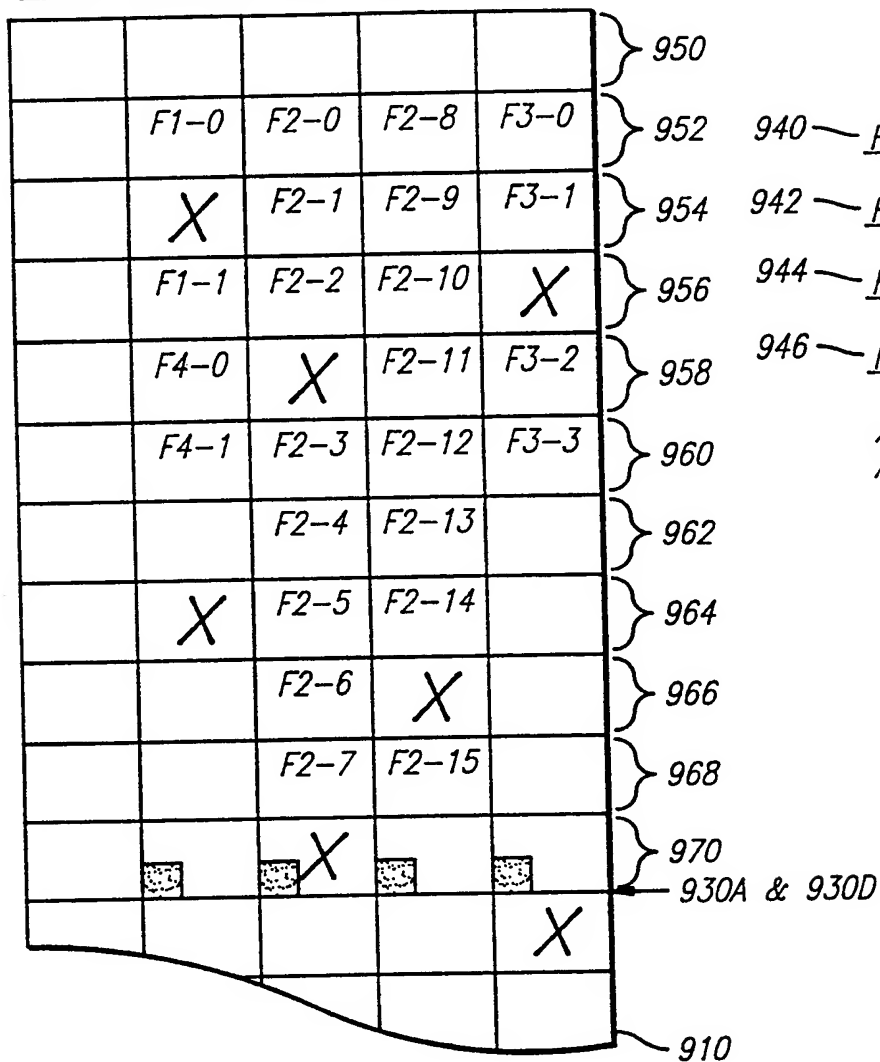 950
F1-0 F2-0 F2-8 F3-0 952 940
X F2-1 F2-9 F3-1 954 942
F1-1 F2-2 F2-10 X 956 944
F4-0 X F2-11 F3-2 958 946
F4-1 F2-3 F2-12 F3-3 960
F2-4 F2-13 962
X F2-5 F2-14 964
F2-6 X 966
F2-7 F2-15 968
X 970
930A & 930D
X
910